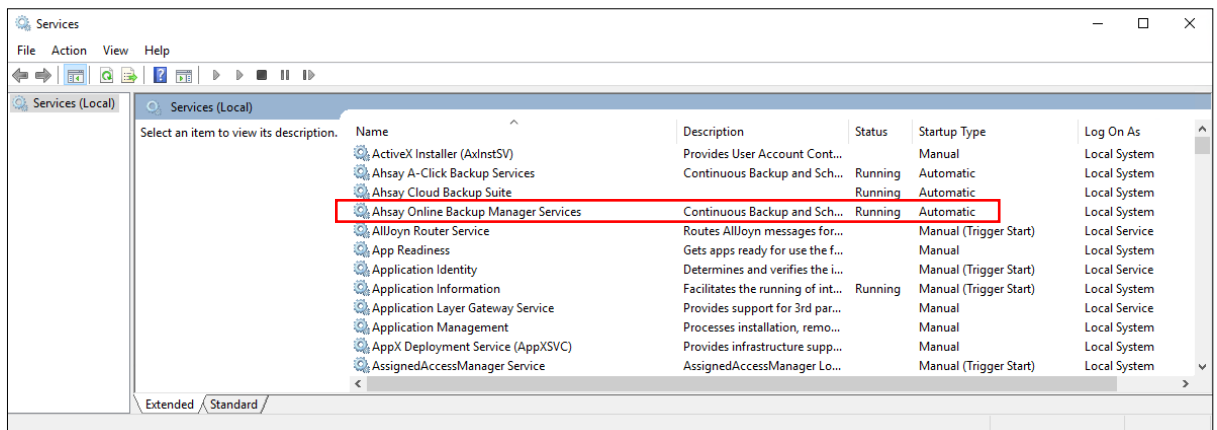 Services
File Action View Help
Services (Local)
Services (Local)
Select an item to view its description.
Name Description Status Startup Type Log On As
ActiveX Installer (AxInstSV) Provides User Account Cont... Manual Local System
Ahsay A-Click Backup Services Continuous Backup and Sch... Running Automatic Local System
Ahsay Cloud Backup Suite Running Automatic Local System
Ahsay Online Backup Manager Services Continuous Backup and Sch... Running Automatic Local System
AllJoyn Router Service Routes AllJoyn messages for... Manual (Trigger Start) Local Service
App Readiness Gets apps ready for use the f... Manual Local System
Application Identity Determines and verifies the i... Manual (Trigger Start) Local Service
Application Information Facilitates the running of int... Running Manual (Trigger Start) Local System
Application Layer Gateway Service Provides support for 3rd par... Manual Local Service
Application Management Processes installation, remo... Manual Local System
AppX Deployment Service (AppXSVC) Provides infrastructure supp... Manual Local System
AssignedAccessManager Service AssignedAccessManager Lo... Manual (Trigger Start) Local System
Extended Standard